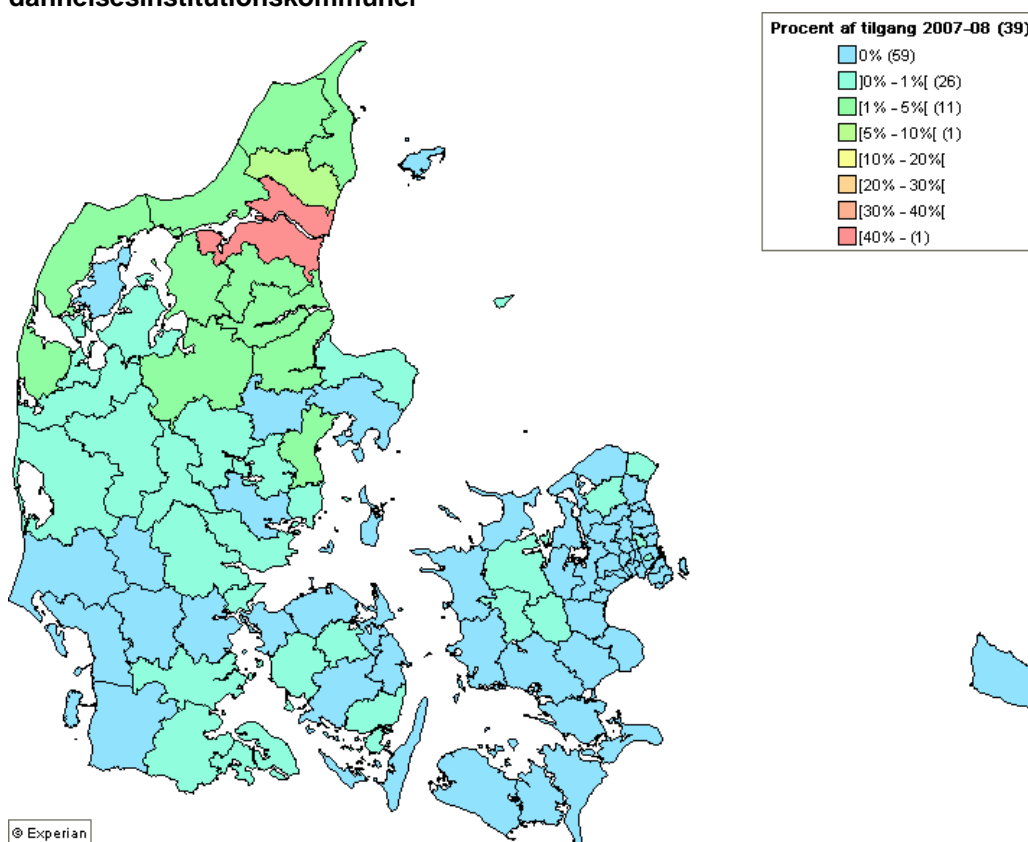 dannelsesinstitutionskommuner
Procent af tilgang 2007-08 (39)
0% (59)
]0% - 1%[ (26)
[1% - 5%[ (11)
[5% - 10%[ (1)
[10% - 20%[
[20% - 30%[
[30% - 40%[
[40% - (1)
© Experian